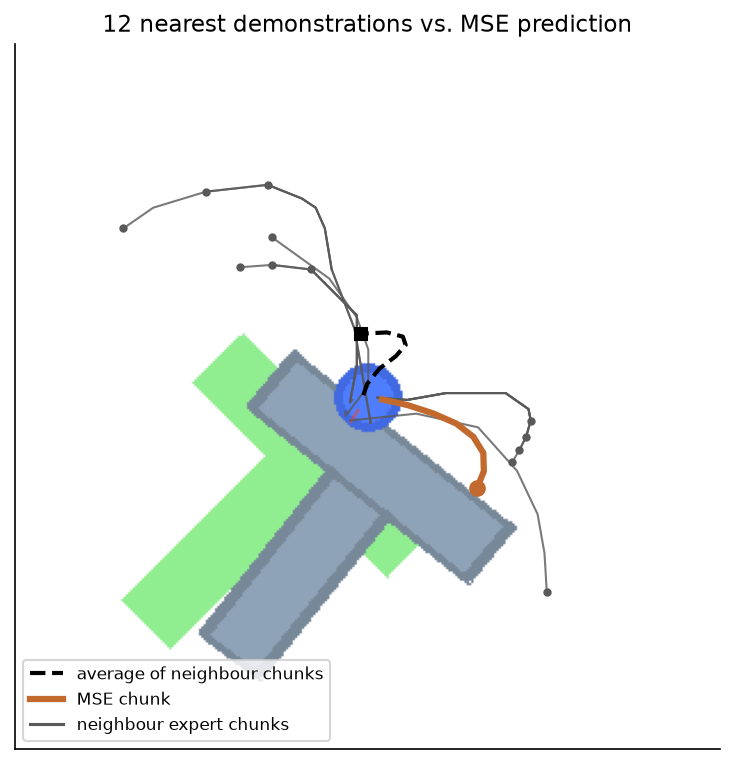 12 nearest demonstrations vs. MSE prediction
average of neighbour chunks
MSE chunk
neighbour expert chunks